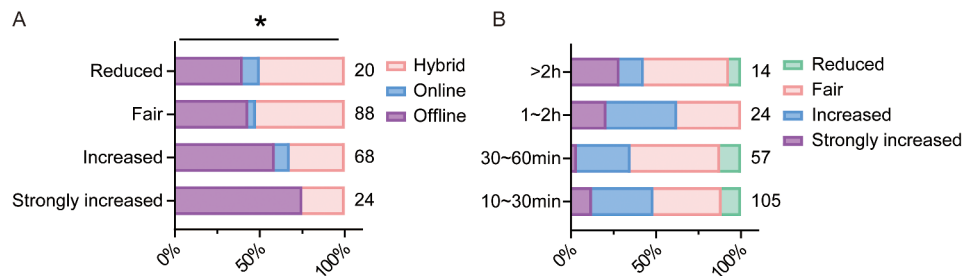 A
*
Reduced
20
Fair
88
Increased
68
Strongly increased
24
0%
50%
100%
Hybrid
Online
Offline
B
>2h
14
1~2h
24
30~60min
57
10~30min
105
0%
50%
100%
Reduced
Fair
Increased
Strongly increased